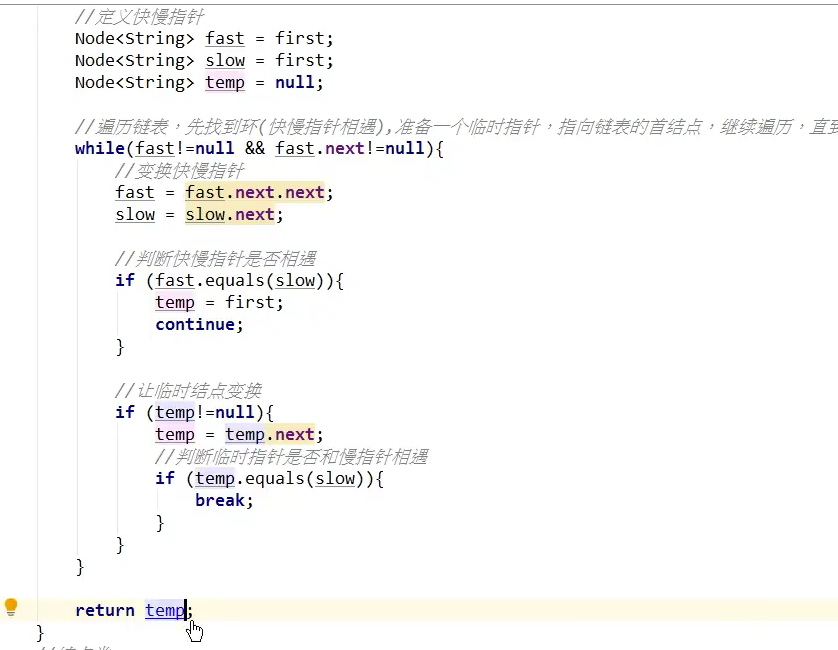 //定义快慢指针
Node<String> fast = first;
Node<String> slow = first;
Node<String> temp = null;
//遍历链表，先找到环(快慢指针相遇),准备一个临时指针，指向链表的首结点，继续遍历，直到
while(fast!=null && fast.next!=null){
//变换快慢指针
fast = fast.next.next;
slow = slow.next;
//判断快慢指针是否相遇
if (fast.equals(slow)){
temp = first;
continue;
}
//让临时结点变换
if (temp!=null){
temp = temp.next;
//判断临时指针是否和慢指针相遇
if (temp.equals(slow)){
break;
}
}
}
return temp;
}